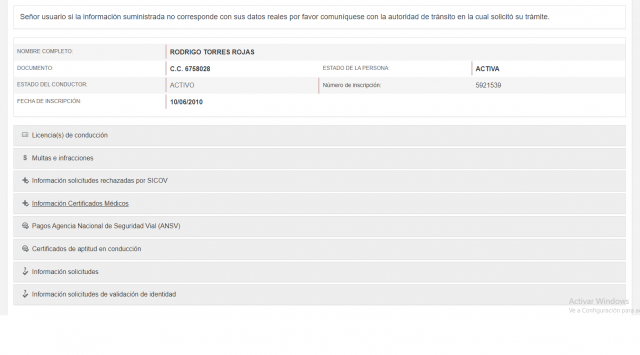 Señor usuario si la información suministrada no corresponde con sus datos reales por favor comuníquese con la autoridad de tránsito en la cual solicitó su trámite.
NOMBRE COMPLETO: RODRIGO TORRES ROJAS
DOCUMENTO: C.C. 6758028 ESTADO DE LA PERSONA: ACTIVA
ESTADO DEL CONDUCTOR: ACTIVO Número de inscripción: 5921539
FECHA DE INSCRIPCIÓN: 10/06/2010
Licencia(s) de conducción
$ Multas e infracciones
Información solicitudes rechazadas por SICOV
Información Certificados Médicos
Pagos Agencia Nacional de Seguridad Vial (ANSV)
Certificados de aptitud en conducción
Información solicitudes
Información solicitudes de validación de identidad
Activar Windows
Ve a Configuración para